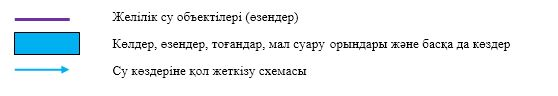 Желілік су объектілері (өзендер)
Көлдер, өзендер, тоғандар, мал суару орындары және басқа да көздер
Су көздеріне қол жеткізу схемасы